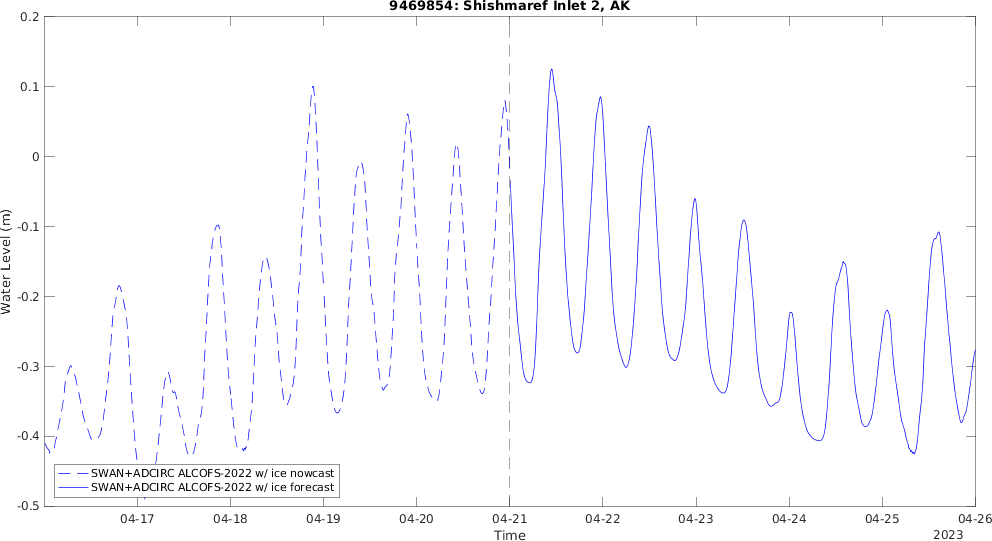 9469854: Shishmaref Inlet 2, AK
0.2
0.1
0
-0.1
-0.2
-0.3
-0.4
-0.5
Water Level (m)
SWAN+ADCIRC ALCOFS-2022 w/ ice nowcast
SWAN+ADCIRC ALCOFS-2022 w/ ice forecast
04-17 04-18 04-19 04-20 04-21 04-22 04-23 04-24 04-25 04-26
Time
2023